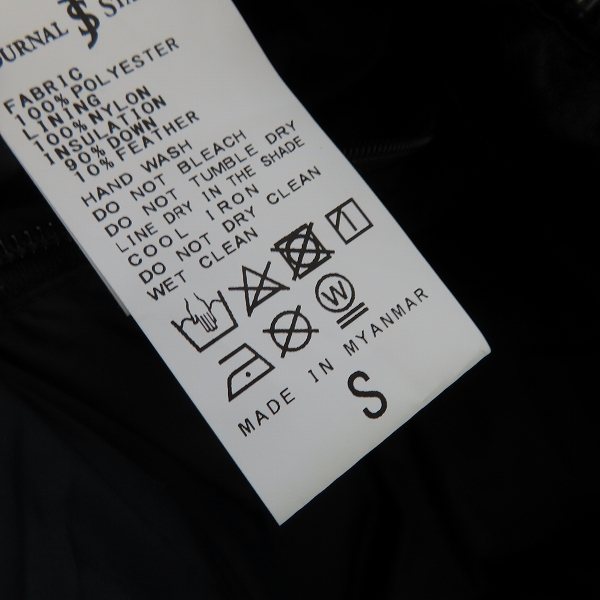 JS
FABRIC
100% POLYESTER
LINING
100% NYLON
INSULATION
90% DOWN
10% FEATHER
HAND WASH
DO NOT BLEACH
DO NOT TUMBLE DRY
LINE DRY IN THE SHADE
COOL IRON
DO NOT DRY CLEAN
WET CLEAN
W
MADE IN MYANMAR
S